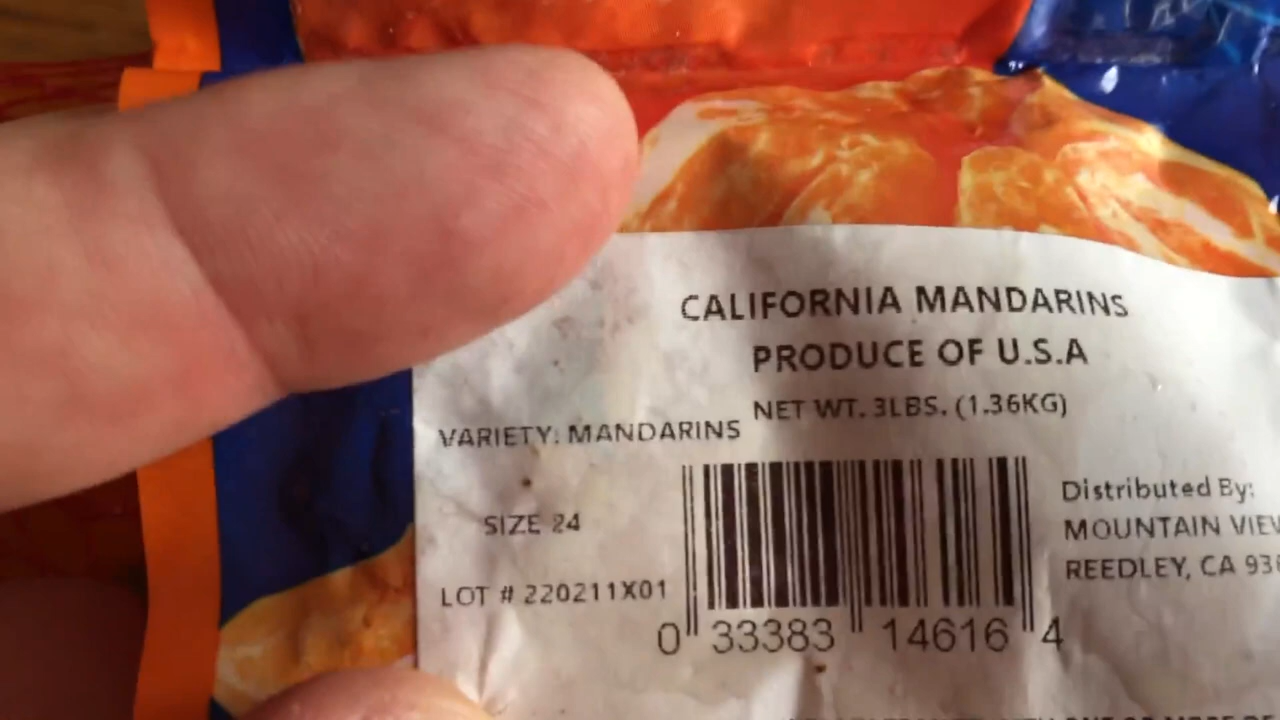 CALIFORNIA MANDARINS
PRODUCE OF U.S.A
NET WT. 3LBS. (1.36KG)
VARIETY: MANDARINS
SIZE 24
LOT # 220211X01
0 33383 14616 4
Distributed By:
MOUNTAIN
REEDLEY, CA